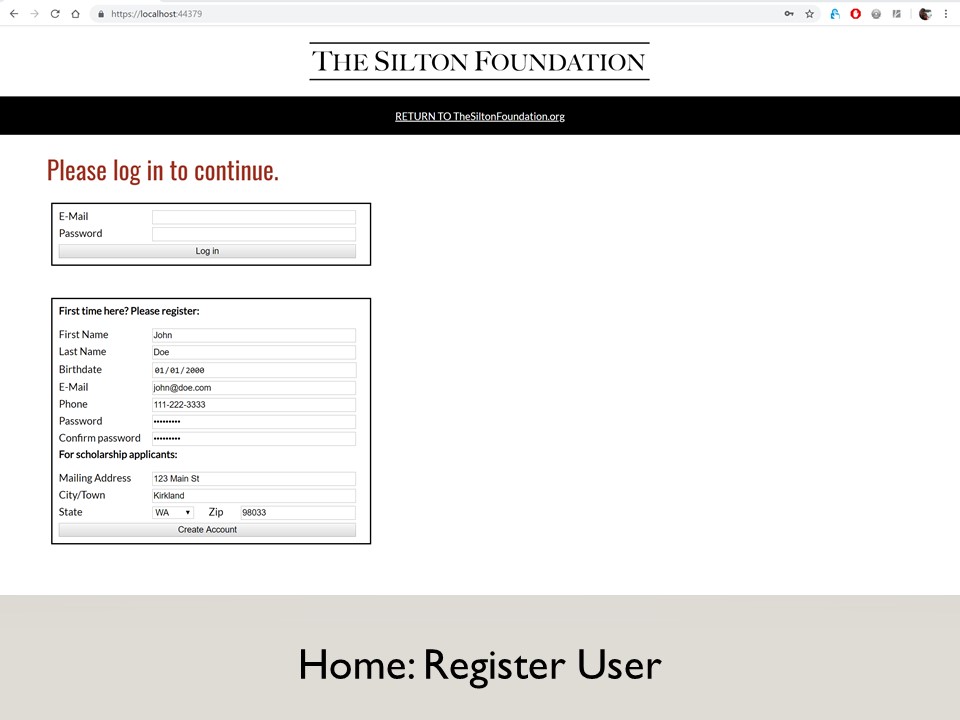 https://localhost:44379
THE SILTON FOUNDATION
RETURN TO TheSiltonFoundation.org
Please log in to continue.
E-Mail
Password
Log in
First time here? Please register:
First Name John
Last Name Doe
Birthdate 01/01/2000
E-Mail john@doe.com
Phone 111-222-3333
Password •••••••••
Confirm password •••••••••
For scholarship applicants:
Mailing Address 123 Main St
City/Town Kirkland
State WA Zip 98033
Create Account
Home: Register User